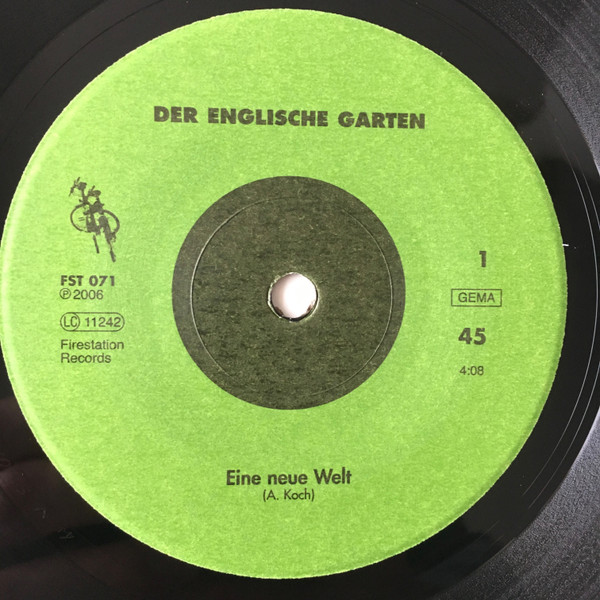 DER ENGLISCHE GARTEN
FST 071
℗ 2006
LC 11242
Firestation
Records
1
GEMA
45
4:08
Eine neue Welt
(A. Koch)